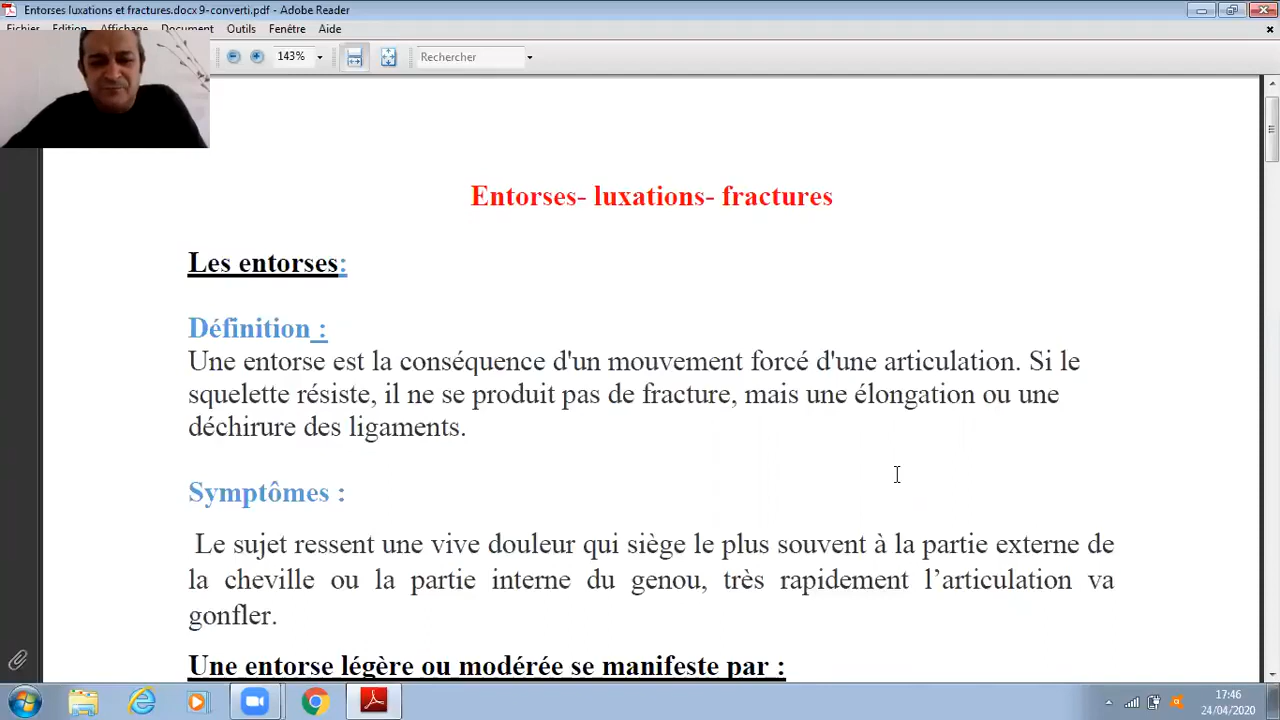 Entorses luxations et fractures.docx 9-converti.pdf - Adobe Reader
Fichier Edition Affichage Document Outils Fenêtre Aide
143%
Rechercher
Entorses- luxations- fractures
Les entorses:
Définition :
Une entorse est la conséquence d'un mouvement forcé d'une articulation. Si le
squelette résiste, il ne se produit pas de fracture, mais une élongation ou une
déchirure des ligaments.
Symptômes :
Le sujet ressent une vive douleur qui siège le plus souvent à la partie externe de
la cheville ou la partie interne du genou, très rapidement l’articulation va
gonfler.
Une entorse légère ou modérée se manifeste par :
17:46
24/04/2020